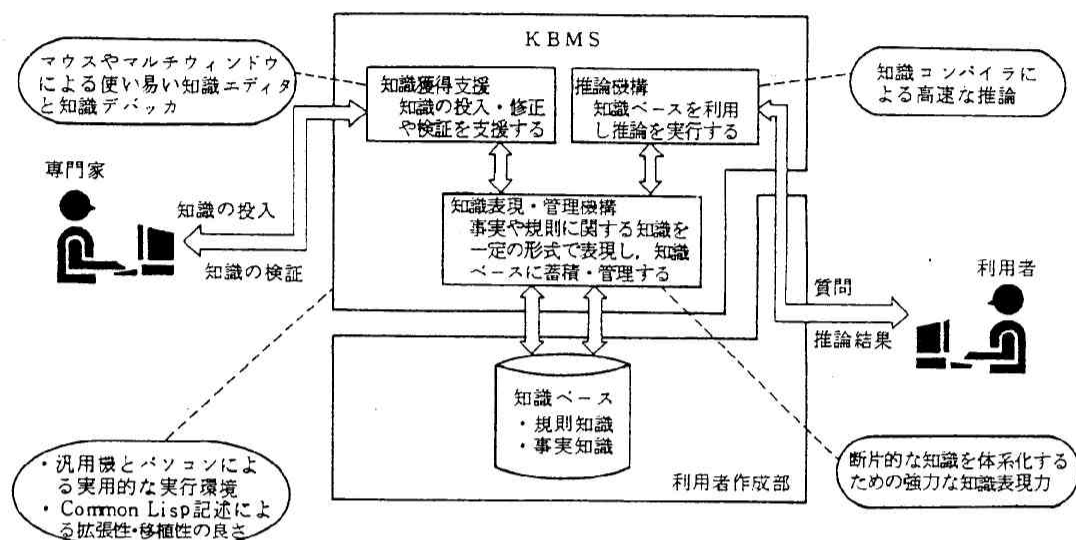 KBMS
マウスやマルチウィンドウ
による使い易い知識エディタ
と知識デバッカ
知識獲得支援
知識の投入・修正
や検証を支援する
推論機構
知識ベースを利用
し推論を実行する
知識コンパイラに
よる高速な推論
専門家
知識の投入
知識の検証
知識表現・管理機構
事実や規則に関する知識を
一定の形式で表現し，知識
ベースに蓄積・管理する
利用者
質問
推論結果
知識ベース
・規則知識
・事実知識
利用者作成部
・汎用機とパソコンによ
る実用的な実行環境
・Common Lisp記述によ
る拡張性・移植性の良さ
断片的な知識を体系化する
ための強力な知識表現力